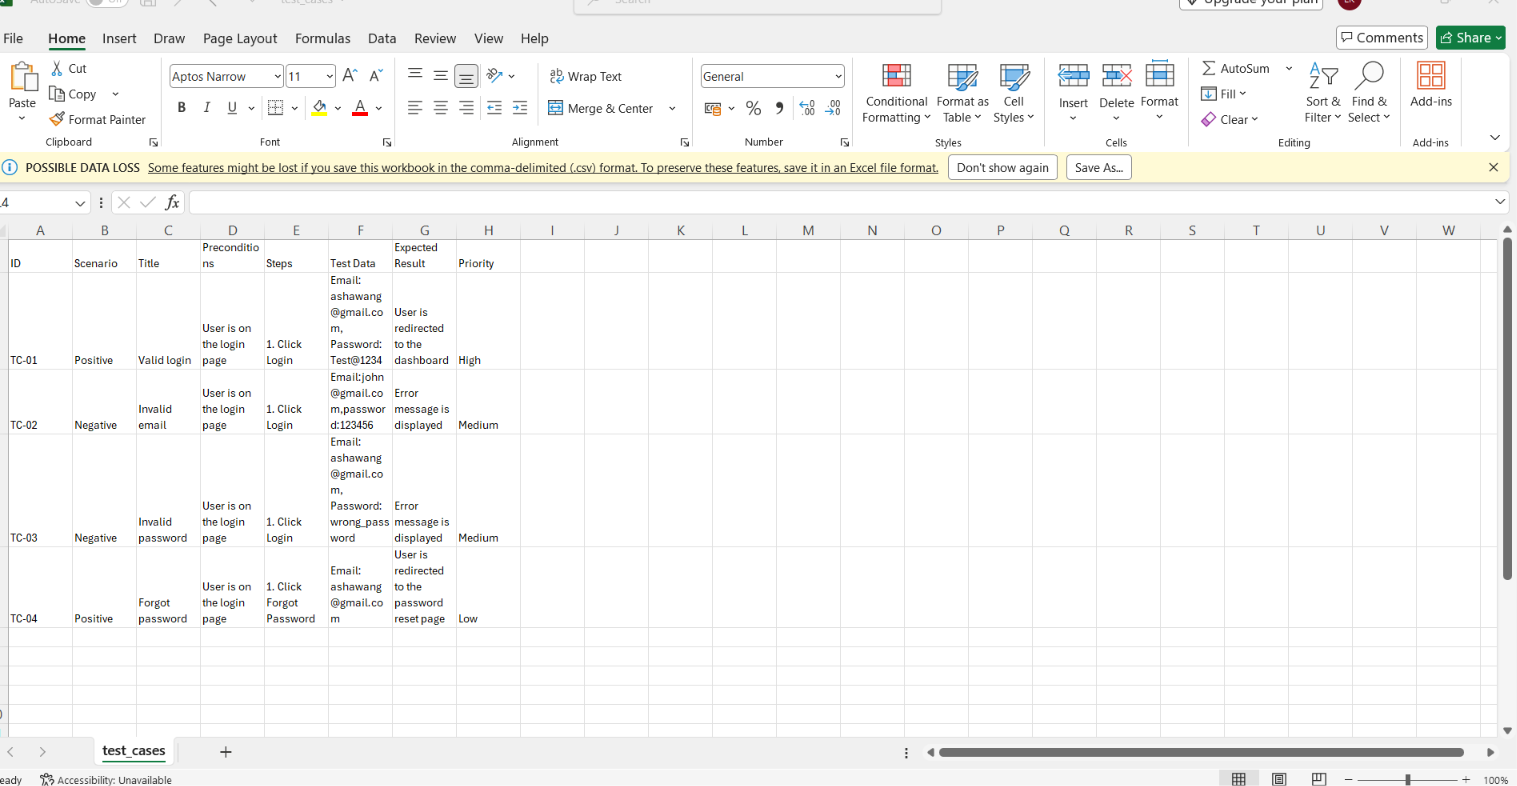 AutoSave Off test_cases Search Upgrade your plan
File Home Insert Draw Page Layout Formulas Data Review View Help Comments Share
Paste Cut Copy Format Painter Clipboard
Aptos Narrow 11 B I U A Font
Wrap Text Merge & Center Alignment
General % Number
Conditional Formatting Format as Table Cell Styles Styles
Insert Delete Format Cells
AutoSum Fill Clear Sort & Filter Find & Select Editing
Add-ins Add-ins
POSSIBLE DATA LOSS Some features might be lost if you save this workbook in the comma-delimited (.csv) format. To preserve these features, save it in an Excel file format. Don't show again Save As...
fx
A B C D E F G H I J K L M N O P Q R S T U V W
ID Scenario Title Preconditions Steps Test Data Expected Result Priority
TC-01 Positive Valid login User is on the login page 1. Click Login Email: ashawang@gmail.com, Password: Test@1234 User is redirected to the dashboard High
TC-02 Negative Invalid email User is on the login page 1. Click Login Email:john@gmail.com,password:123456 Error message is displayed Medium
TC-03 Negative Invalid password User is on the login page 1. Click Login Email: ashawang@gmail.com, Password: wrong_password Error message is displayed Medium
TC-04 Positive Forgot password User is on the login page 1. Click Forgot Password Email: ashawang@gmail.com User is redirected to the password reset page Low
test_cases
Accessibility: Unavailable 100%